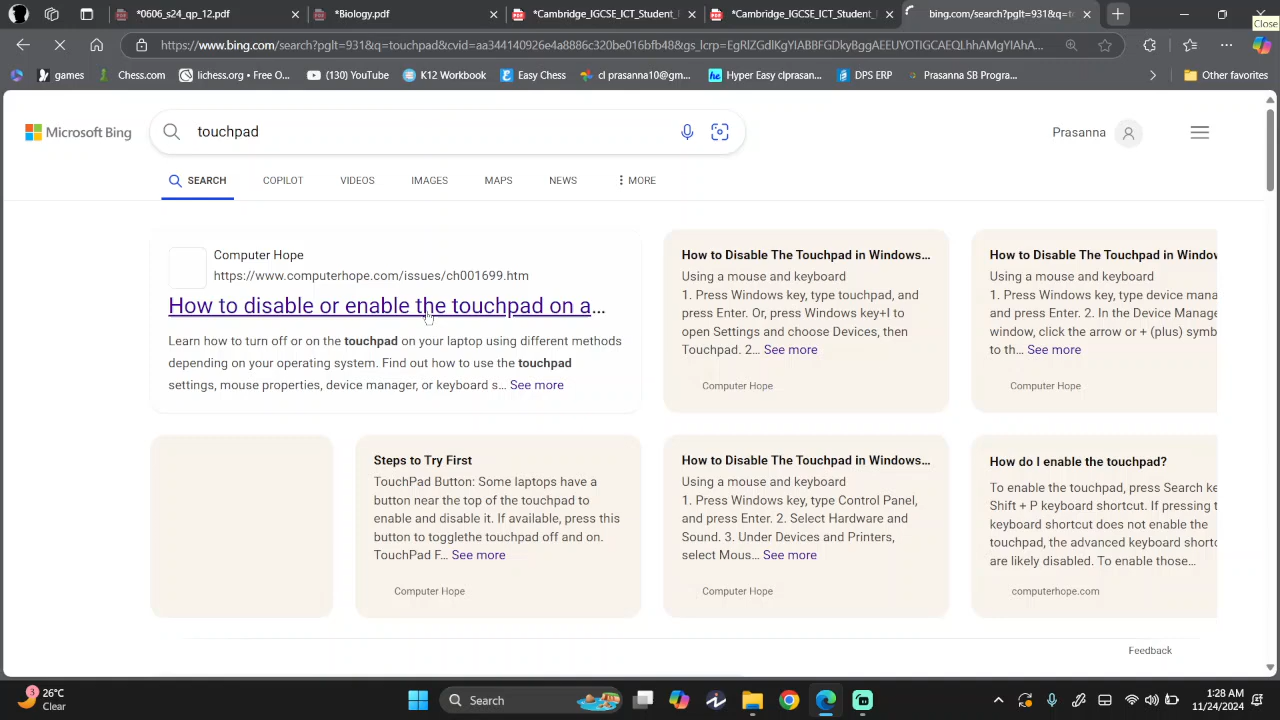 *0606_s24_qp_12.pdf
*Biology.pdf
*Cambridge_IGCSE_ICT_Student_
*Cambridge_IGCSE_ICT_Student_
bing.com/search?pglt=931&q=to
Close
https://www.bing.com/search?pglt=931&q=touchpad&cvid=aa344140926e4a8886c320be016bfb48&gs_lcrp=EgRlZGdlKgYIABBFGDkyBggAEEUYOTIGCAEQLhhAMgYIAhA...
games
Chess.com
lichess.org • Free O...
(130) YouTube
K12 Workbook
Easy Chess
cl prasanna10@gm...
Hyper Easy clprasan...
DPS ERP
Prasanna SB Progra...
Other favorites
Microsoft Bing
touchpad
Prasanna
SEARCH
COPILOT
VIDEOS
IMAGES
MAPS
NEWS
MORE
Computer Hope
https://www.computerhope.com/issues/ch001699.htm
How to disable or enable the touchpad on a...
Learn how to turn off or on the touchpad on your laptop using different methods
depending on your operating system. Find out how to use the touchpad
settings, mouse properties, device manager, or keyboard s... See more
How to Disable The Touchpad in Windows...
Using a mouse and keyboard
1. Press Windows key, type touchpad, and
press Enter. Or, press Windows key+I to
open Settings and choose Devices, then
Touchpad. 2... See more
Computer Hope
How to Disable The Touchpad in Window
Using a mouse and keyboard
1. Press Windows key, type device mana
press Enter. 2. In the Device Manage
window, click the arrow or + (plus) symb
to th... See more
Computer Hope
Steps to Try First
TouchPad Button: Some laptops have a
button near the top of the touchpad to
enable and disable it. If available, press this
button to togglethe touchpad off and on.
TouchPad F... See more
Computer Hope
How to Disable The Touchpad in Windows...
Using a mouse and keyboard
1. Press Windows key, type Control Panel,
and press Enter. 2. Select Hardware and
Sound. 3. Under Devices and Printers,
select Mous... See more
Computer Hope
How do I enable the touchpad?
To enable the touchpad, press Search ke
Shift + P keyboard shortcut. If pressing t
keyboard shortcut does not enable the
touchpad, the advanced keyboard shortc
are likely disabled. To enable those...
computerhope.com
Feedback
3
26°C
Clear
Search
1:28 AM
11/24/2024